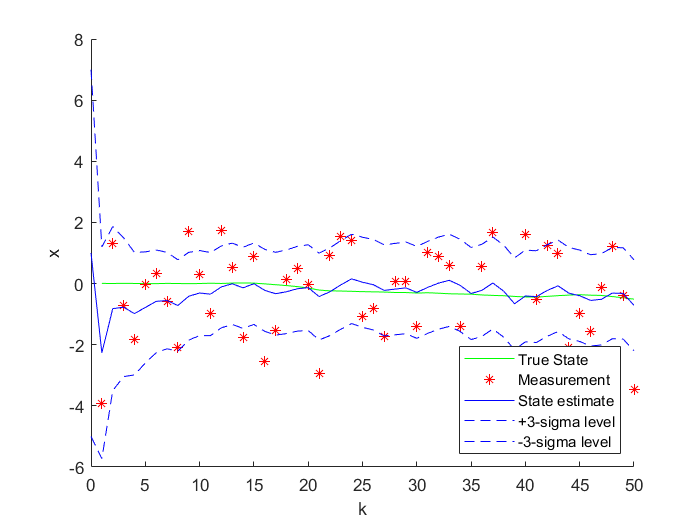 8
6
4
2
0
-2
-4
-6
x
0 5 10 15 20 25 30 35 40 45 50
k
True State
Measurement
State estimate
+3-sigma level
-3-sigma level